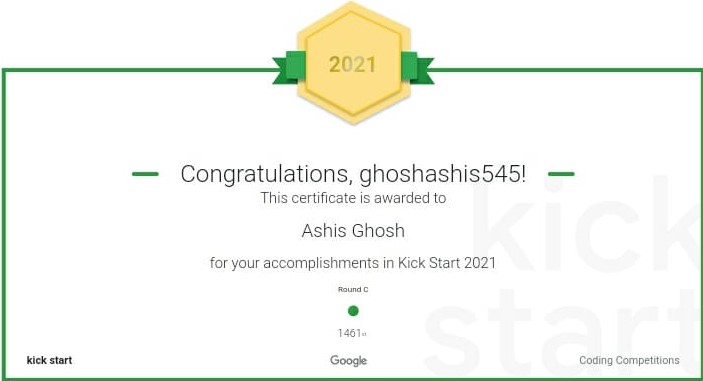 2021
Congratulations, ghoshashis545!
This certificate is awarded to
Ashis Ghosh
for your accomplishments in Kick Start 2021
Round C
1461st
kick start
Google
Coding Competitions
kick
start